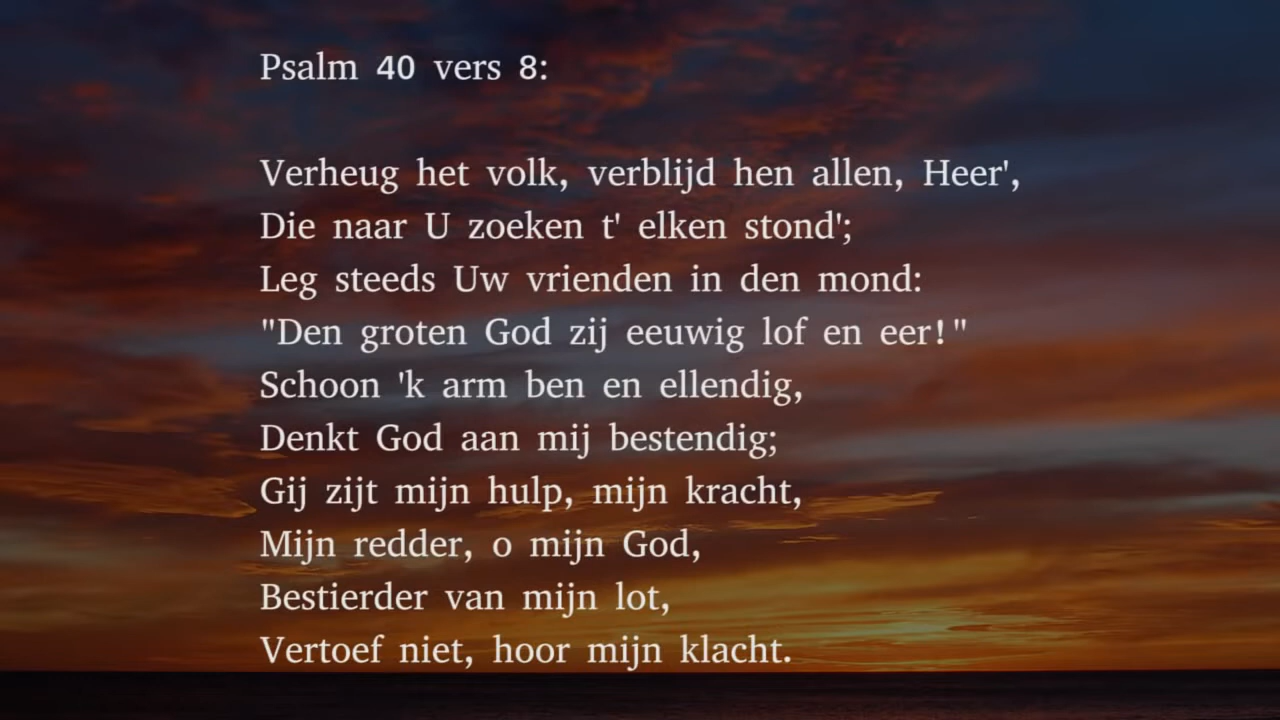 Psalm 40 vers 8:
Verheug het volk, verblijd hen allen, Heer',
Die naar U zoeken t' elken stond';
Leg steeds Uw vrienden in den mond:
"Den groten God zij eeuwig lof en eer!"
Schoon 'k arm ben en ellendig,
Denkt God aan mij bestendig;
Gij zijt mijn hulp, mijn kracht,
Mijn redder, o mijn God,
Bestierder van mijn lot,
Vertoef niet, hoor mijn klacht.